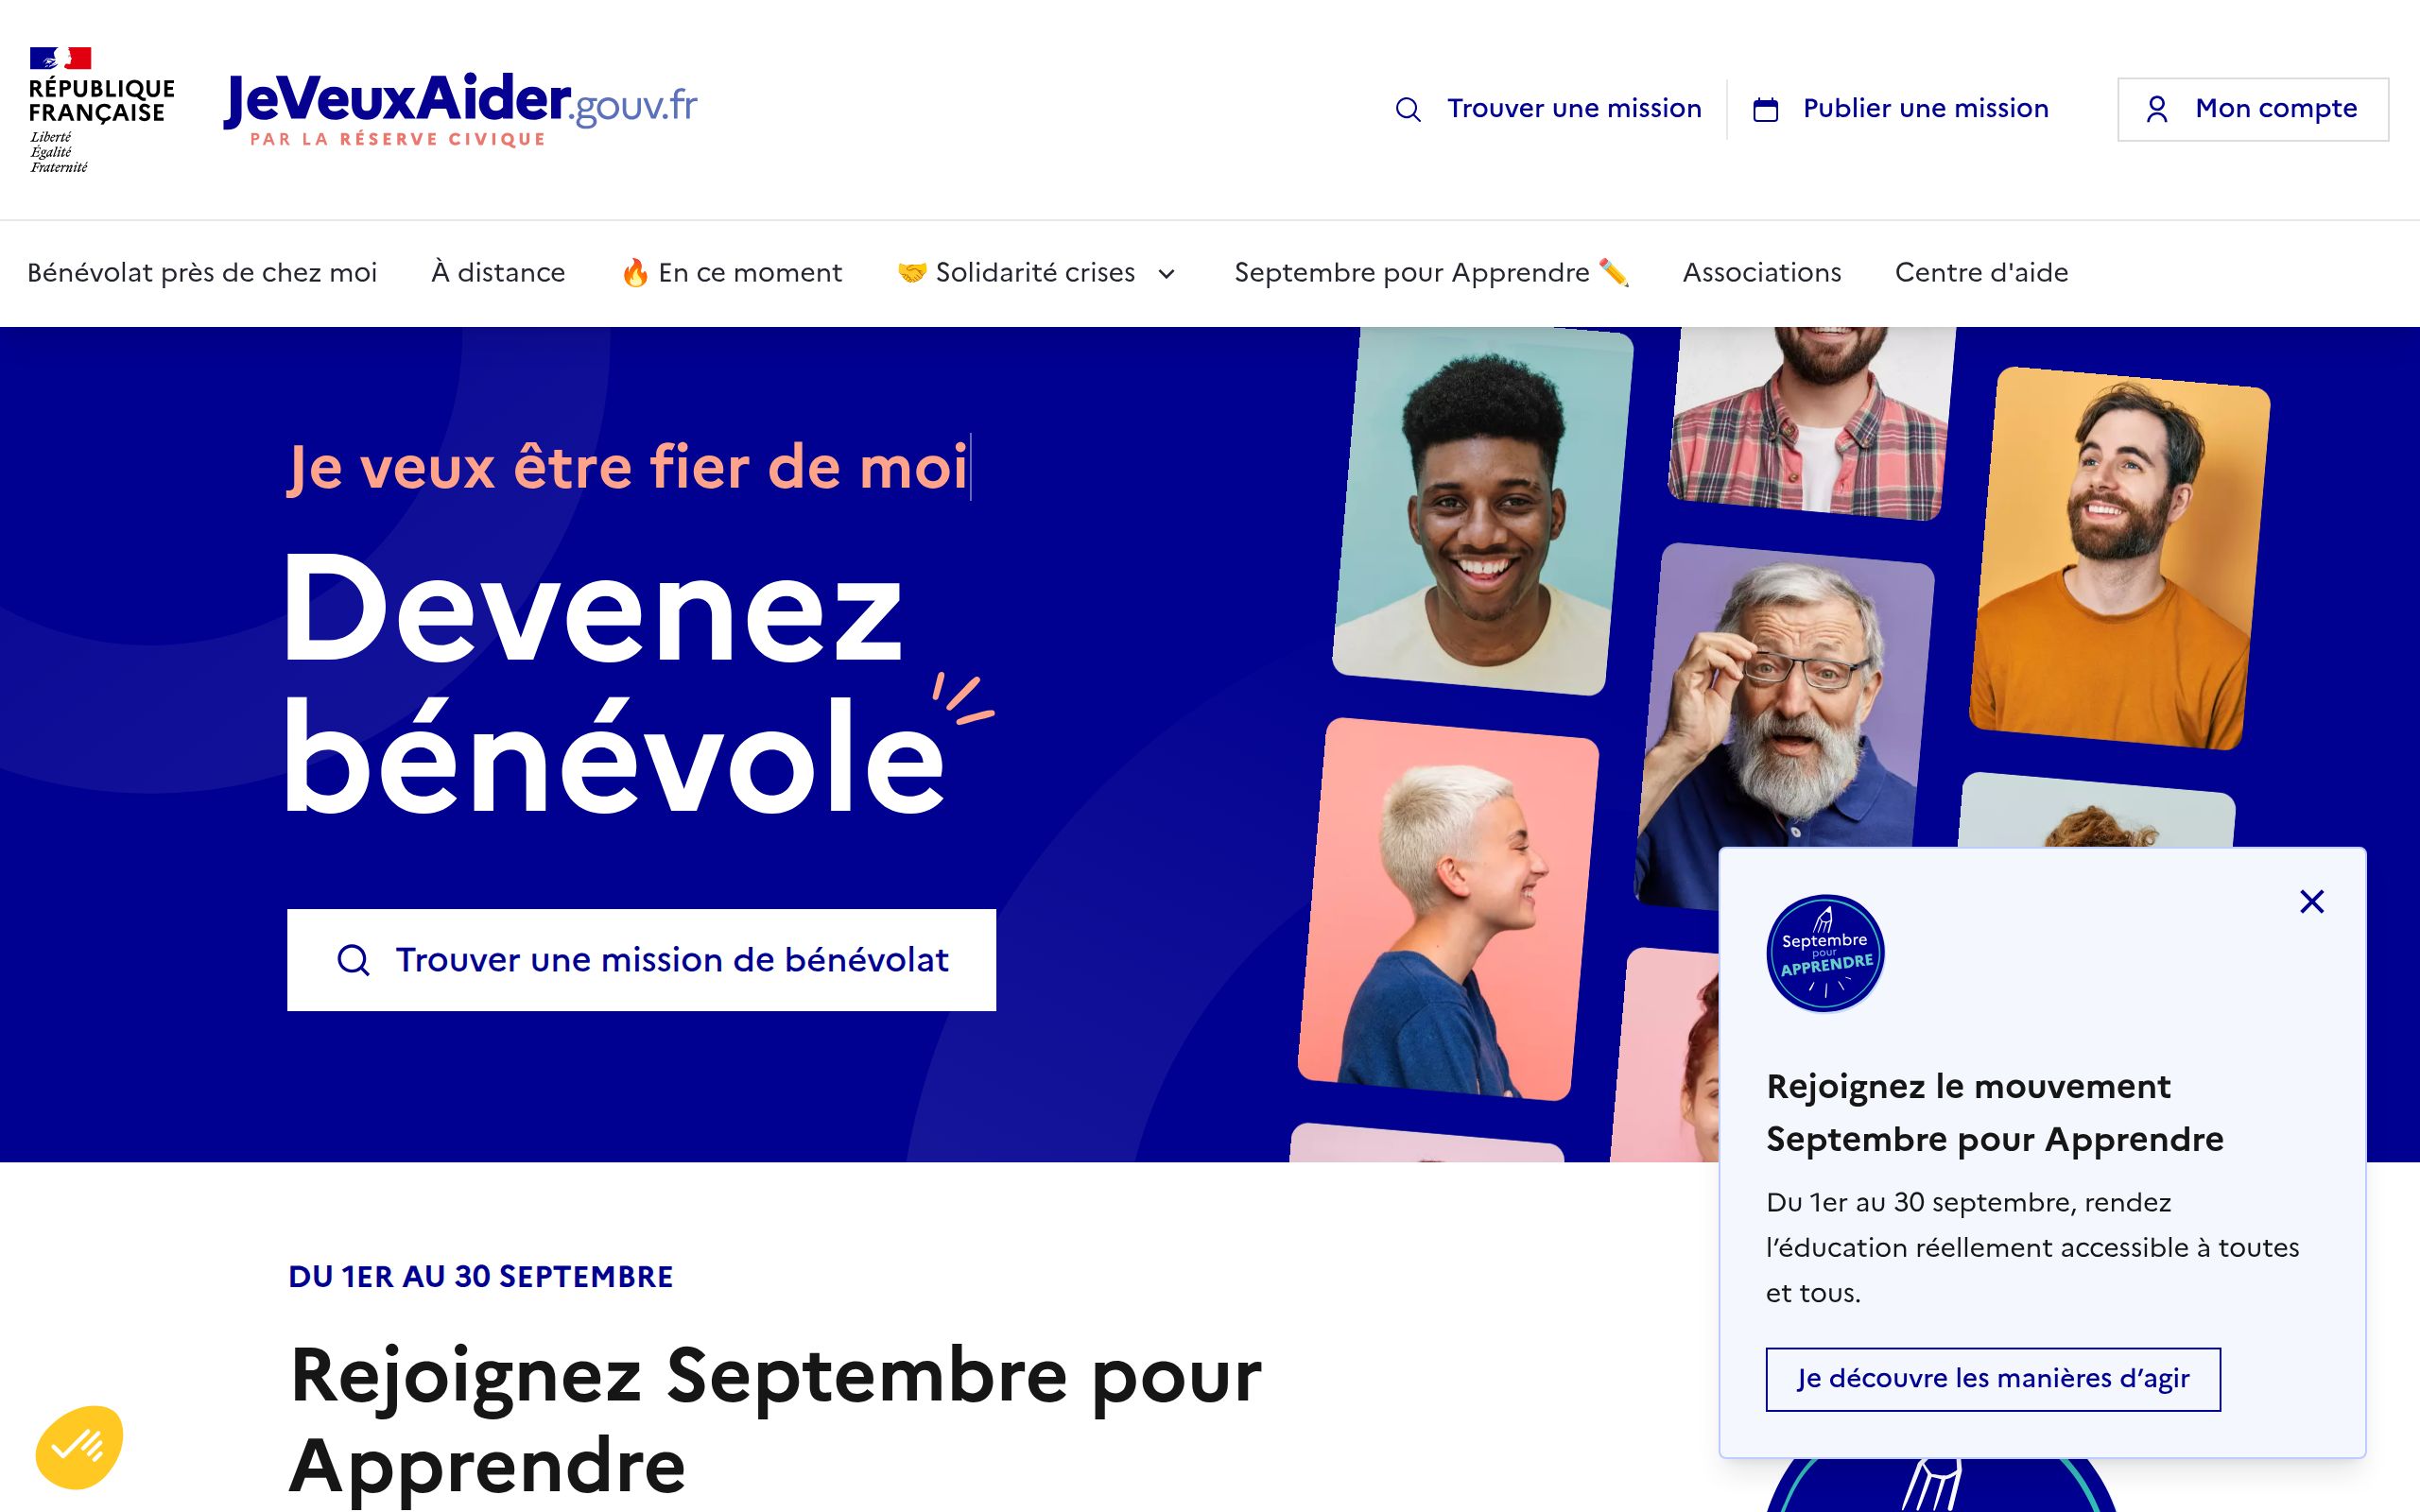 RÉPUBLIQUE
FRANÇAISE
Liberté
Égalité
Fraternité
JeVeuxAider.gouv.fr
PAR LA RÉSERVE CIVIQUE
Trouver une mission
Publier une mission
Mon compte
Bénévolat près de chez moi
À distance
🔥 En ce moment
🤝 Solidarité crises
Septembre pour Apprendre ✏️
Associations
Centre d'aide
Je veux être fier de moi
Devenez
bénévole
Trouver une mission de bénévolat
Septembre
pour
APPRENDRE
Rejoignez le mouvement
Septembre pour Apprendre
Du 1er au 30 septembre, rendez
l’éducation réellement accessible à toutes
et tous.
Je découvre les manières d’agir
DU 1ER AU 30 SEPTEMBRE
Rejoignez Septembre pour
Apprendre